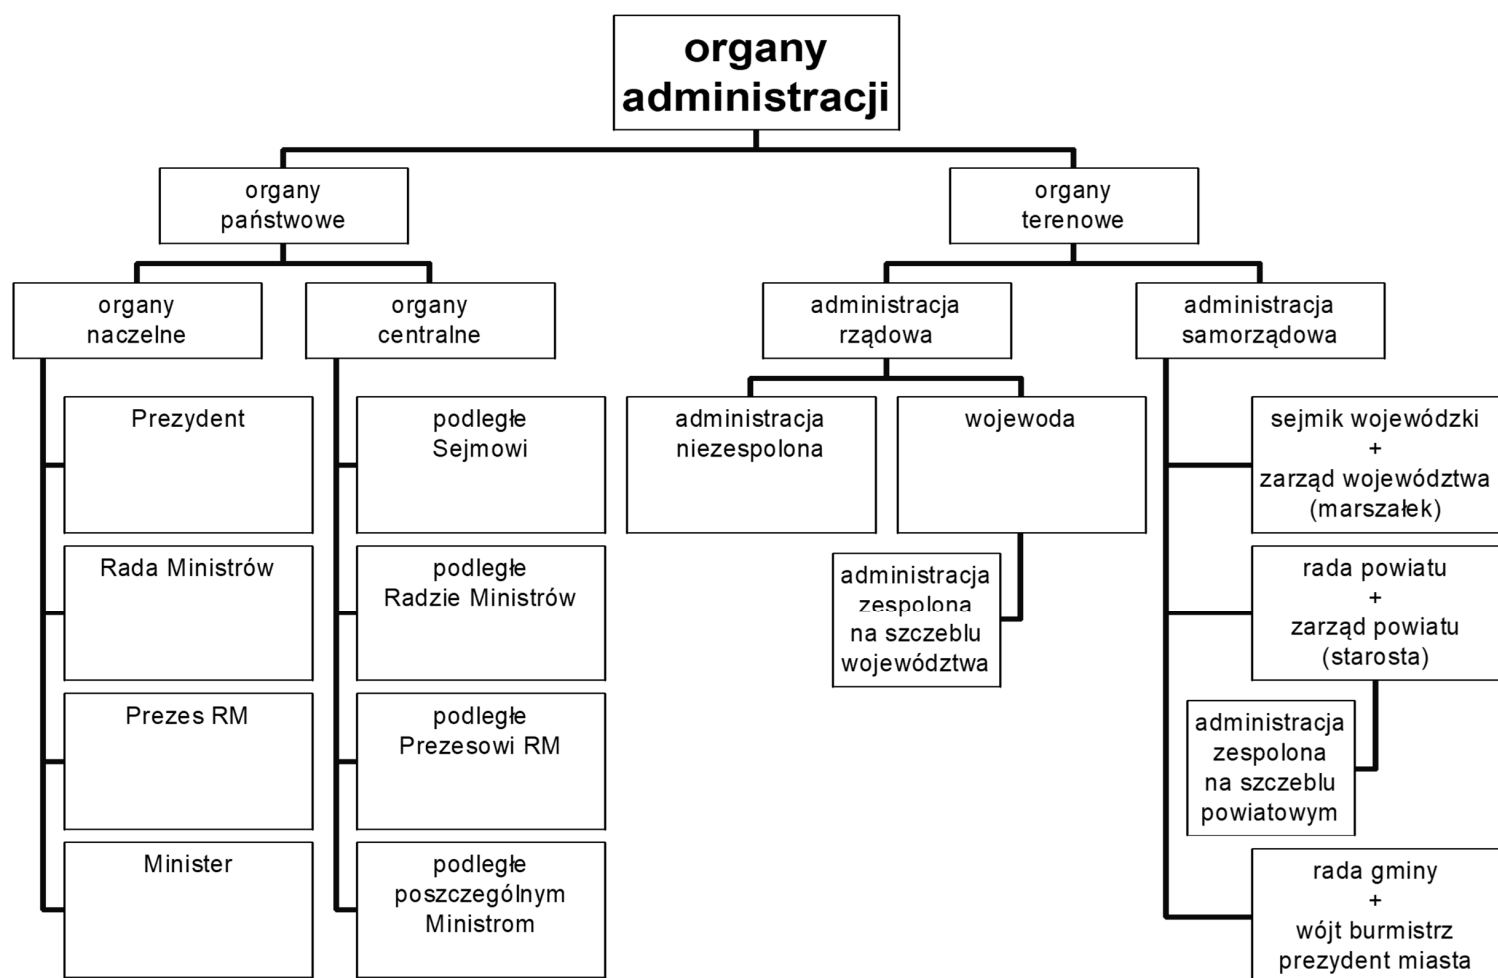 organy
administracji
organy
państwowe
organy
terenowe
organy
naczelne
organy
centralne
administracja
rządowa
administracja
samorządowa
Prezydent
Rada Ministrów
Prezes RM
Minister
podległe
Sejmowi
podległe
Radzie Ministrów
podległe
Prezesowi RM
podległe
poszczególnym
Ministrom
administracja
niezespolona
wojewoda
administracja
zespolona
na szczeblu
województwa
sejmik wojewódzki
+
zarząd województwa
(marszałek)
rada powiatu
+
zarząd powiatu
(starosta)
administracja
zespolona
na szczeblu
powiatowym
rada gminy
+
wójt burmistrz
prezydent miasta